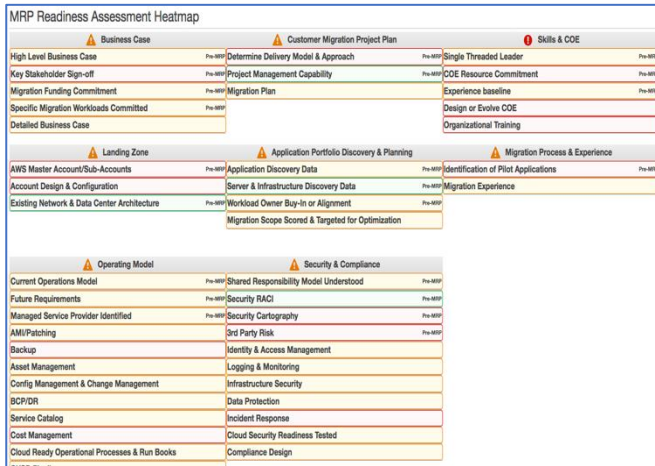 MRP Readiness Assessment Heatmap
Business Case
High Level Business Case Pre-MRP
Key Stakeholder Sign-off Pre-MRP
Migration Funding Commitment Pre-MRP
Specific Migration Workloads Committed Pre-MRP
Detailed Business Case
Customer Migration Project Plan
Determine Delivery Model & Approach Pre-MRP
Project Management Capability Pre-MRP
Migration Plan
Skills & COE
Single Threaded Leader Pre-MRP
COE Resource Commitment Pre-MRP
Experience baseline Pre-MRP
Design or Evolve COE
Organizational Training
Landing Zone
AWS Master Account/Sub-Accounts Pre-MRP
Account Design & Configuration
Existing Network & Data Center Architecture Pre-MRP
Application Portfolio Discovery & Planning
Application Discovery Data Pre-MRP
Server & Infrastructure Discovery Data Pre-MRP
Workload Owner Buy-In or Alignment Pre-MRP
Migration Scope Scored & Targeted for Optimization
Migration Process & Experience
Identification of Pilot Applications Pre-MRP
Migration Experience
Operating Model
Current Operations Model Pre-MRP
Future Requirements Pre-MRP
Managed Service Provider Identified Pre-MRP
AMI/Patching
Backup
Asset Management
Config Management & Change Management
BCP/DR
Service Catalog
Cost Management
Cloud Ready Operational Processes & Run Books
Security & Compliance
Shared Responsibility Model Understood Pre-MRP
Security RACI Pre-MRP
Security Cartography Pre-MRP
3rd Party Risk Pre-MRP
Identity & Access Management
Logging & Monitoring
Infrastructure Security
Data Protection
Incident Response
Cloud Security Readiness Tested
Compliance Design